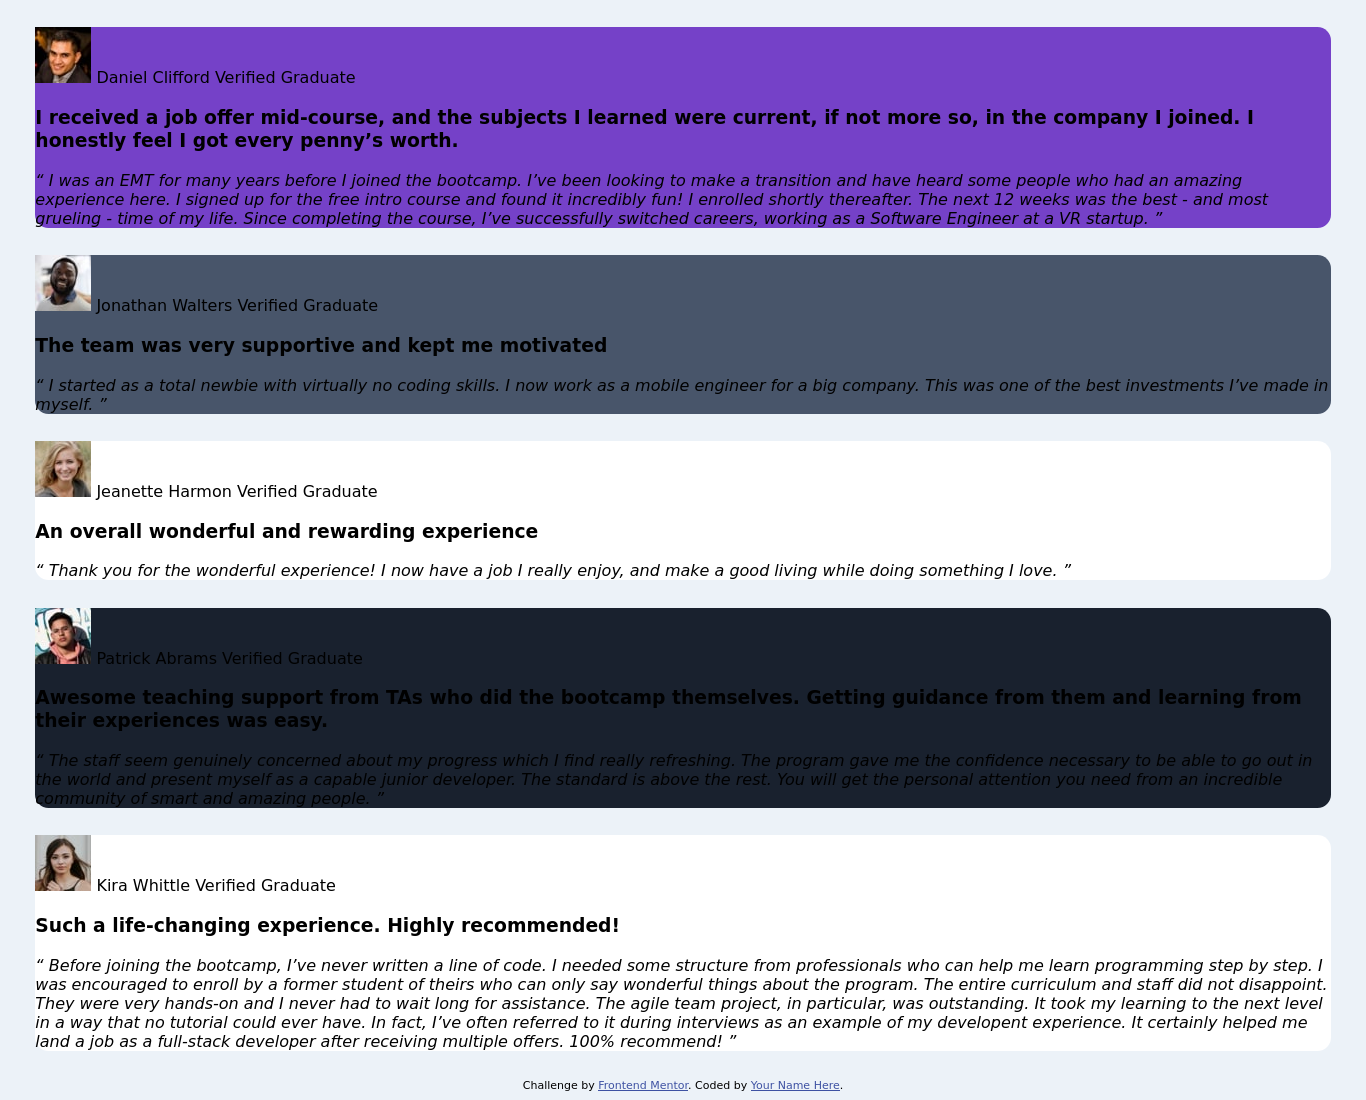 Daniel Clifford Verified Graduate
I received a job offer mid-course, and the subjects I learned were current, if not more so, in the company I joined. I
honestly feel I got every penny’s worth.
“ I was an EMT for many years before I joined the bootcamp. I’ve been looking to make a transition and have heard some people who had an amazing
experience here. I signed up for the free intro course and found it incredibly fun! I enrolled shortly thereafter. The next 12 weeks was the best - and most
grueling - time of my life. Since completing the course, I’ve successfully switched careers, working as a Software Engineer at a VR startup. ”
Jonathan Walters Verified Graduate
The team was very supportive and kept me motivated
“ I started as a total newbie with virtually no coding skills. I now work as a mobile engineer for a big company. This was one of the best investments I’ve made in
myself. ”
Jeanette Harmon Verified Graduate
An overall wonderful and rewarding experience
“ Thank you for the wonderful experience! I now have a job I really enjoy, and make a good living while doing something I love. ”
Patrick Abrams Verified Graduate
Awesome teaching support from TAs who did the bootcamp themselves. Getting guidance from them and learning from
their experiences was easy.
“ The staff seem genuinely concerned about my progress which I find really refreshing. The program gave me the confidence necessary to be able to go out in
the world and present myself as a capable junior developer. The standard is above the rest. You will get the personal attention you need from an incredible
community of smart and amazing people. ”
Kira Whittle Verified Graduate
Such a life-changing experience. Highly recommended!
“ Before joining the bootcamp, I’ve never written a line of code. I needed some structure from professionals who can help me learn programming step by step. I
was encouraged to enroll by a former student of theirs who can only say wonderful things about the program. The entire curriculum and staff did not disappoint.
They were very hands-on and I never had to wait long for assistance. The agile team project, in particular, was outstanding. It took my learning to the next level
in a way that no tutorial could ever have. In fact, I’ve often referred to it during interviews as an example of my developent experience. It certainly helped me
land a job as a full-stack developer after receiving multiple offers. 100% recommend! ”
Challenge by Frontend Mentor. Coded by Your Name Here.